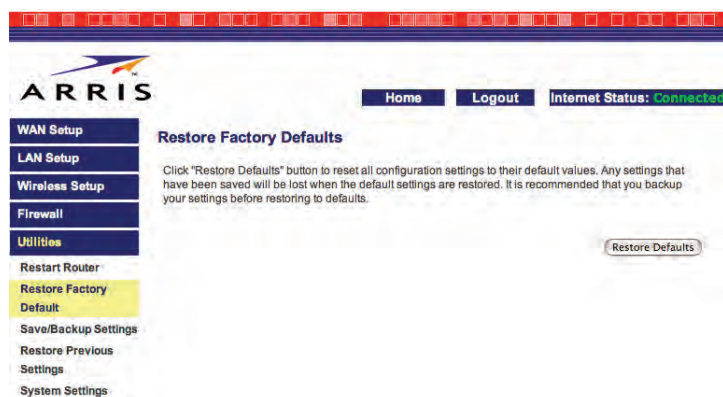 ARRIS
Home Logout Internet Status: Connected
WAN Setup
LAN Setup
Wireless Setup
Firewall
Utilities
Restart Router
Restore Factory
Default
Save/Backup Settings
Restore Previous
Settings
System Settings
Restore Factory Defaults
Click "Restore Defaults" button to reset all configuration settings to their default values. Any settings that
have been saved will be lost when the default settings are restored. It is recommended that you backup
your settings before restoring to defaults.
Restore Defaults